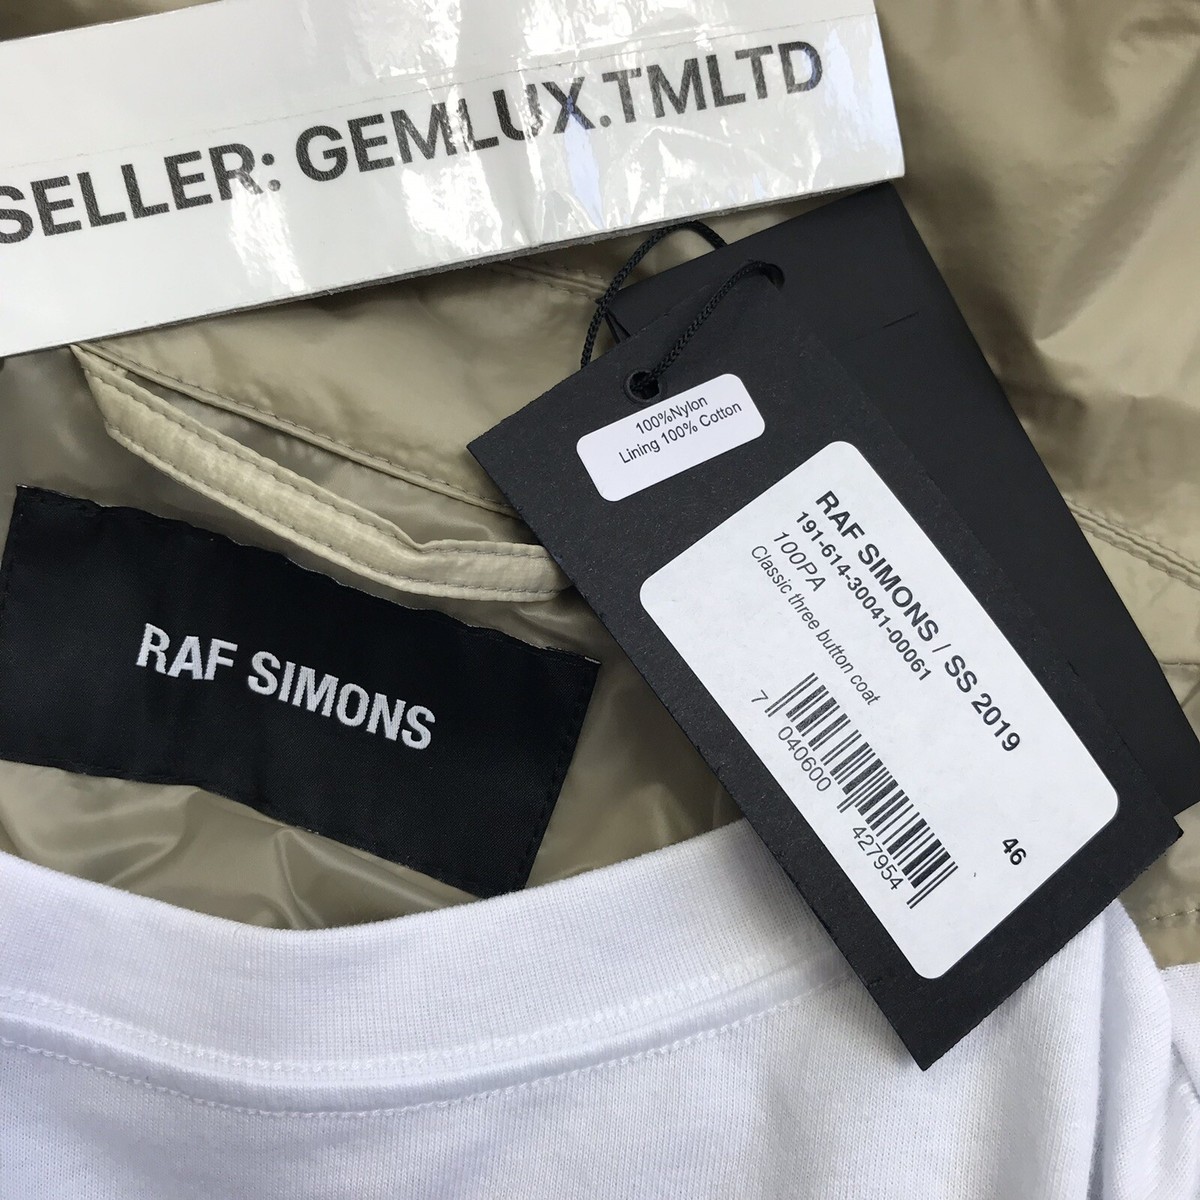 SELLER: GEMLUX.TMLTD
100%Nylon
Lining 100% Cotton
RAF SIMONS / SS 2019
191-614-30041-00061
100PA
Classic three button coat
7 040600 427954
46
RAF SIMONS